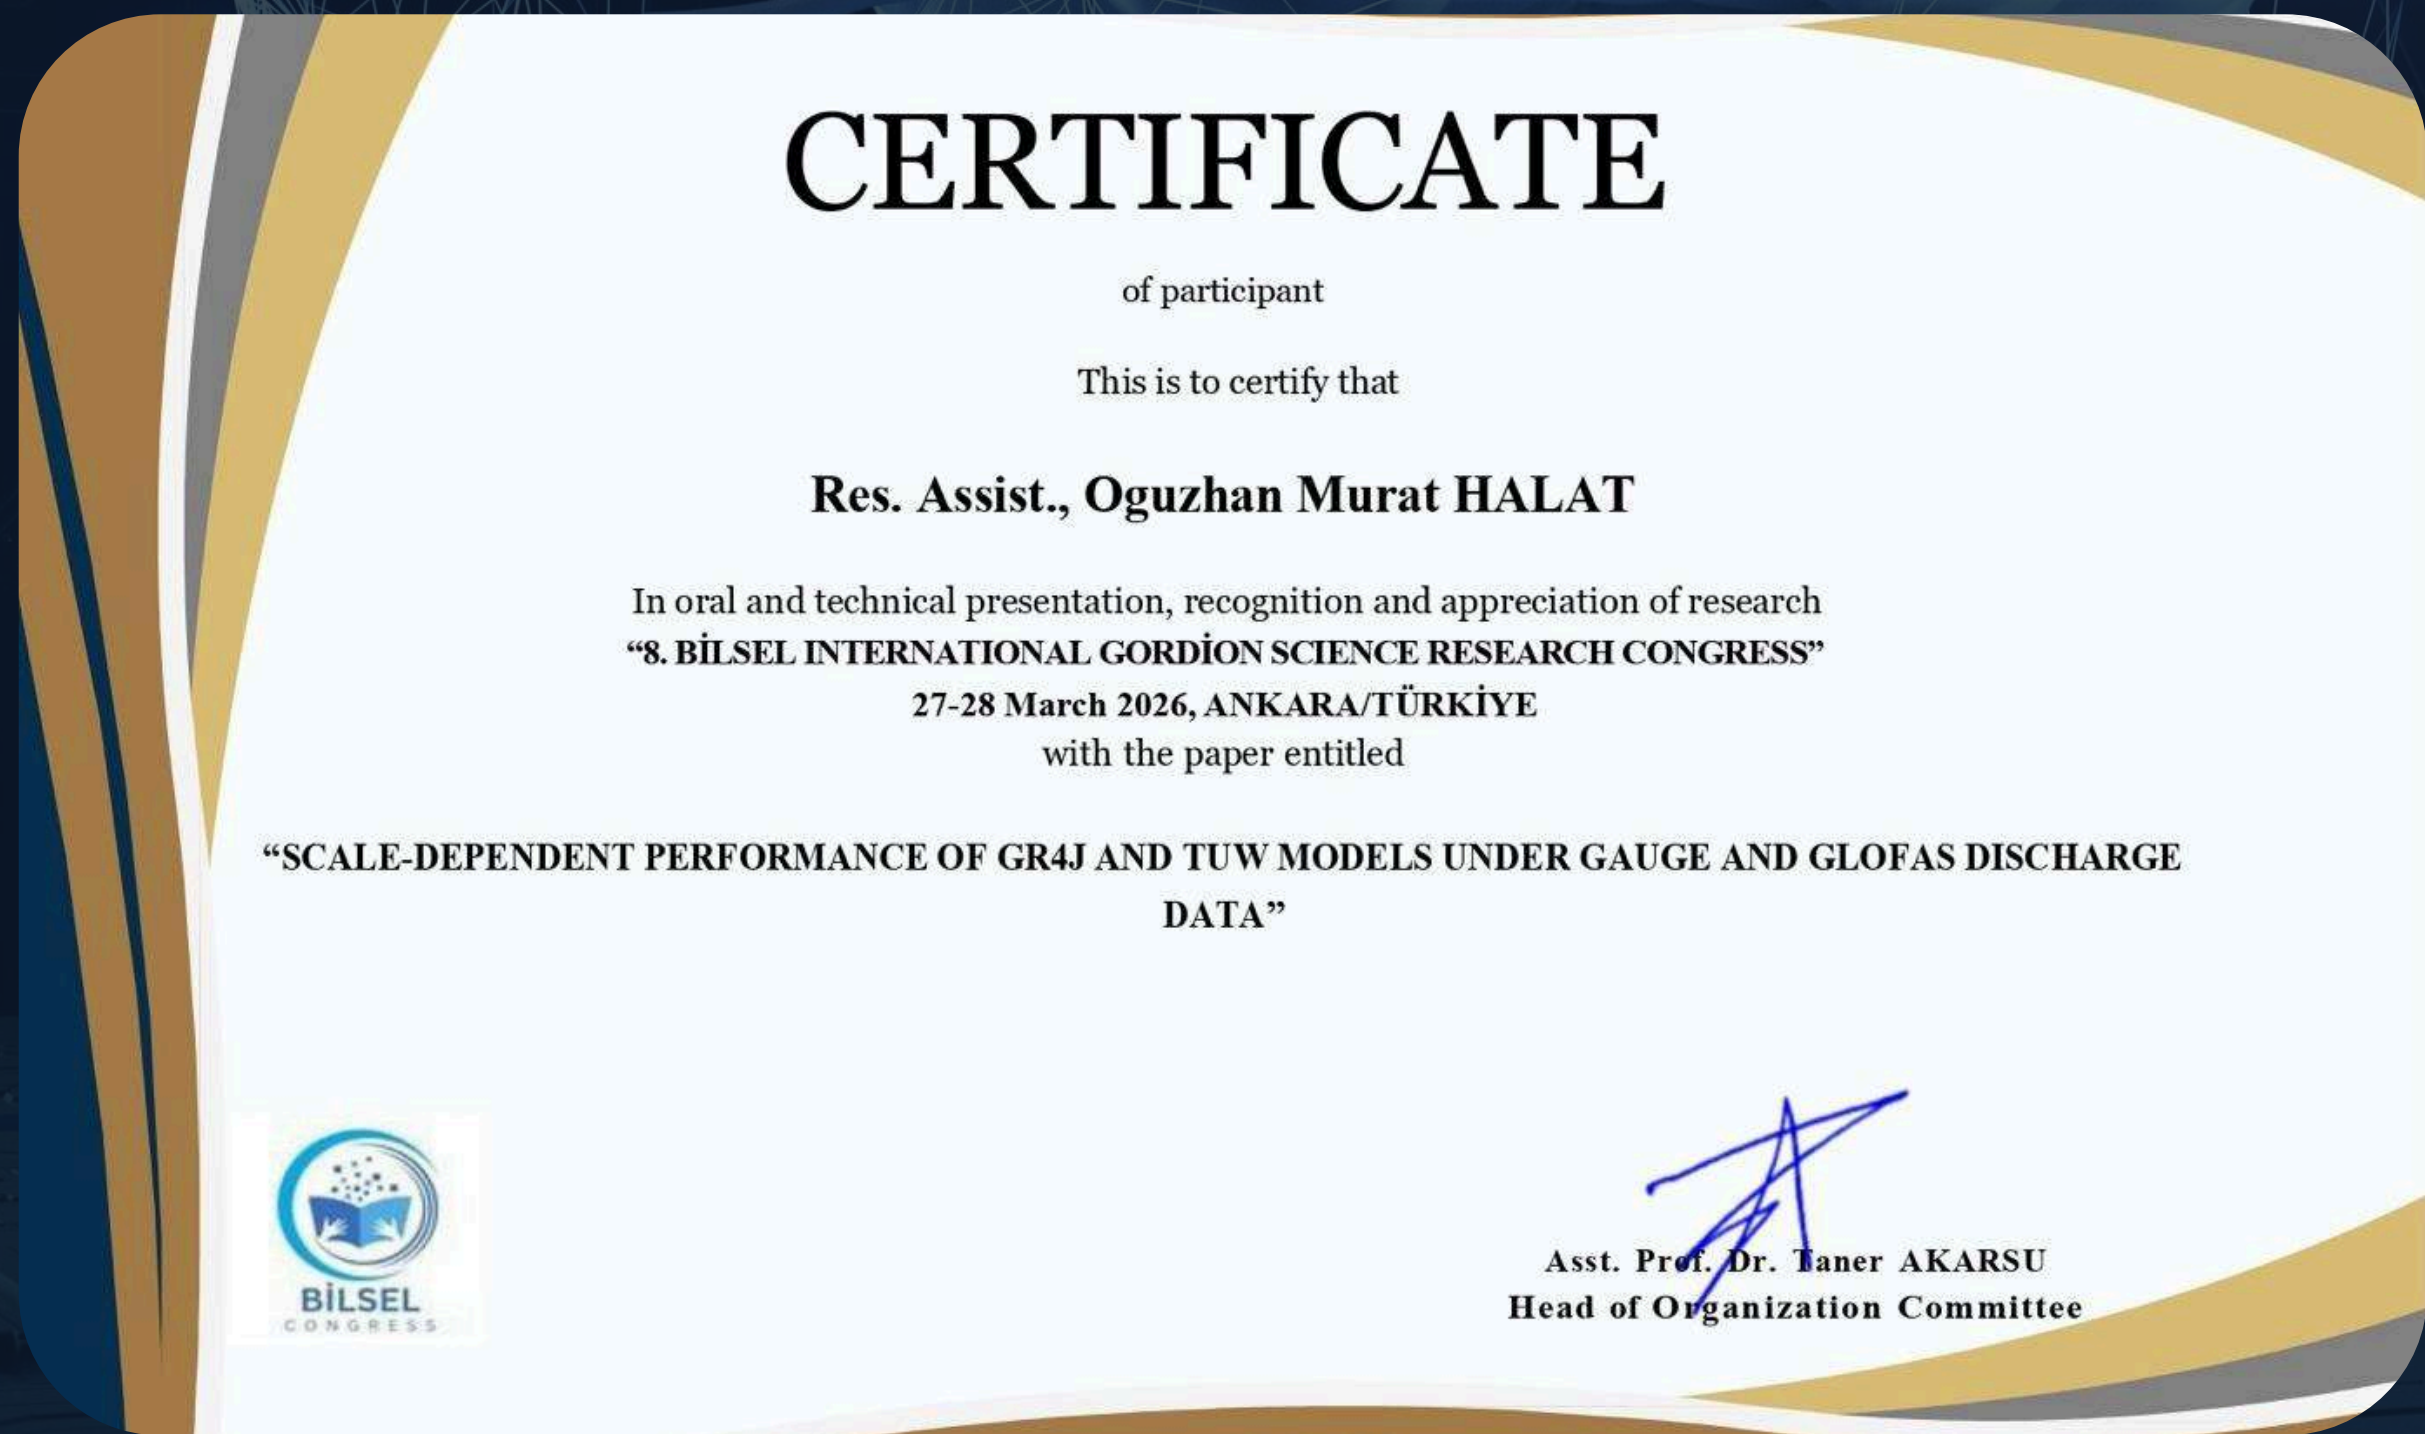 CERTIFICATE
of participant
This is to certify that
Res. Assist., Oguzhan Murat HALAT
In oral and technical presentation, recognition and appreciation of research
“8. BİLSEL INTERNATIONAL GORDİON SCIENCE RESEARCH CONGRESS”
27-28 March 2026, ANKARA/TÜRKİYE
with the paper entitled
“SCALE-DEPENDENT PERFORMANCE OF GR4J AND TUW MODELS UNDER GAUGE AND GLOFAS DISCHARGE
DATA”
BİLSEL
CONGRESS
Asst. Prof. Dr. Taner AKARSU
Head of Organization Committee